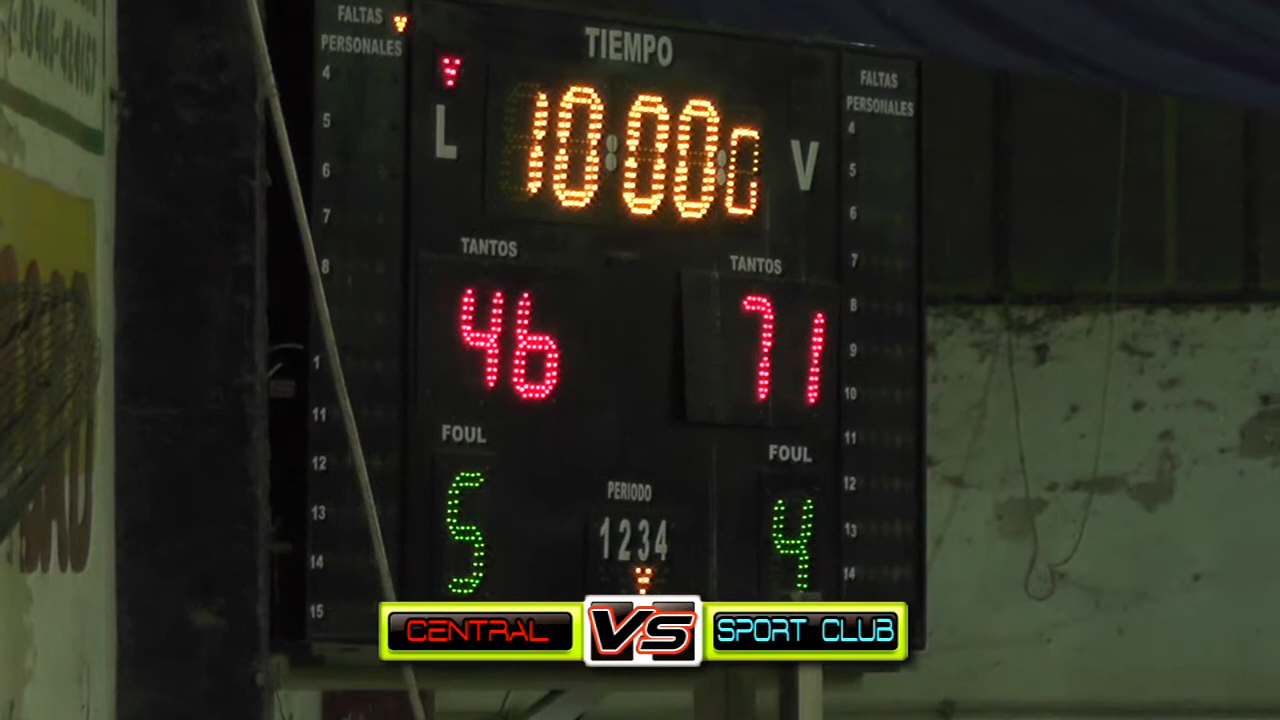 FALTAS
PERSONALES
TIEMPO
FALTAS
PERSONALES
L
10:00:0
V
4
5
6
7
8
1
11
12
13
14
15
4
5
6
7
8
9
10
11
12
13
14
TANTOS
TANTOS
46
71
FOUL
FOUL
PERIODO
5
1234
4
CENTRAL VS SPORT CLUB